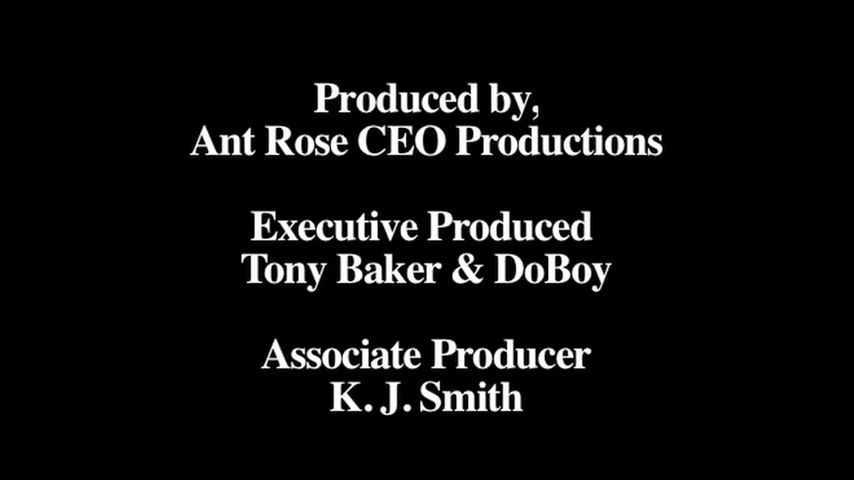 Produced by,
Ant Rose CEO Productions
Executive Produced
Tony Baker & DoBoy
Associate Producer
K. J. Smith